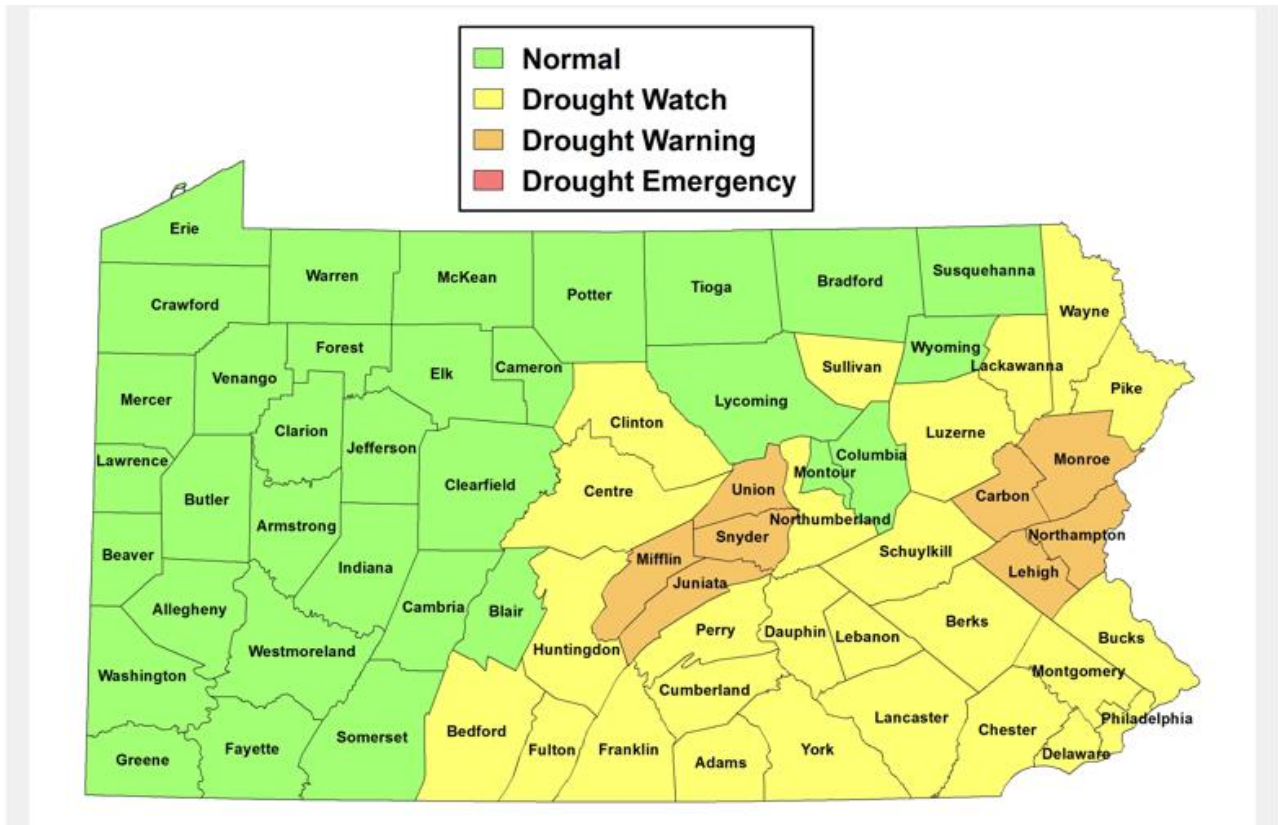 Normal
Drought Watch
Drought Warning
Drought Emergency
Erie
Warren
McKean
Potter
Tioga
Bradford
Susquehanna
Crawford
Wayne
Forest
Wyoming
Venango
Elk
Cameron
Sullivan
Lackawanna
Mercer
Lycoming
Pike
Clarion
Clinton
Luzerne
Jefferson
Columbia
Lawrence
Monroe
Butler
Clearfield
Centre
Union
Montour
Carbon
Armstrong
Northumberland
Beaver
Indiana
Mifflin
Snyder
Schuylkill
Northampton
Juniata
Lehigh
Allegheny
Cambria
Blair
Perry
Dauphin
Lebanon
Berks
Bucks
Westmoreland
Huntingdon
Washington
Cumberland
Montgomery
Bedford
Lancaster
Philadelphia
Greene
Fayette
Somerset
Fulton
Franklin
Adams
York
Chester
Delaware